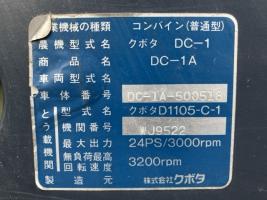 業機械の種類 コンバイン(普通型)
農機型式名 クボタ DC-1
商品名 DC-1A
車両型式名
車体番号 DC-1A-500518
とう載機関 型式名 クボタD1105-C-1
機関番号 J9522
最大出力 24PS/3000rpm
無負荷最高回転速度 3200rpm
製造元 株式会社クボタ